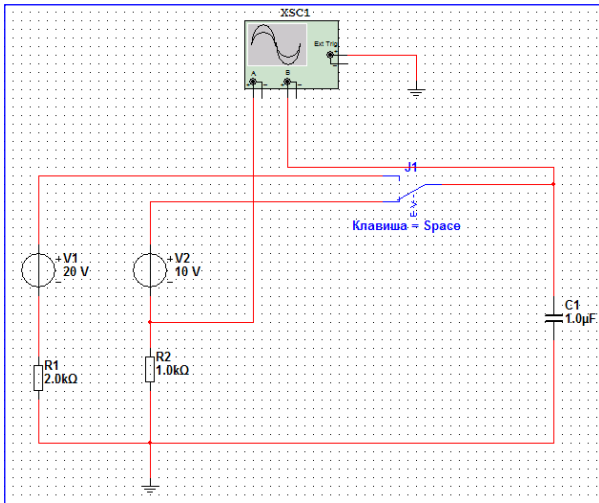 XSC1
Ext Trig
+
−
A
B
+ − + −
J1
Клавиша = Space
+ V1
20 V
−
+ V2
10 V
−
C1
1.0µF
R1
2.0kΩ
R2
1.0kΩ